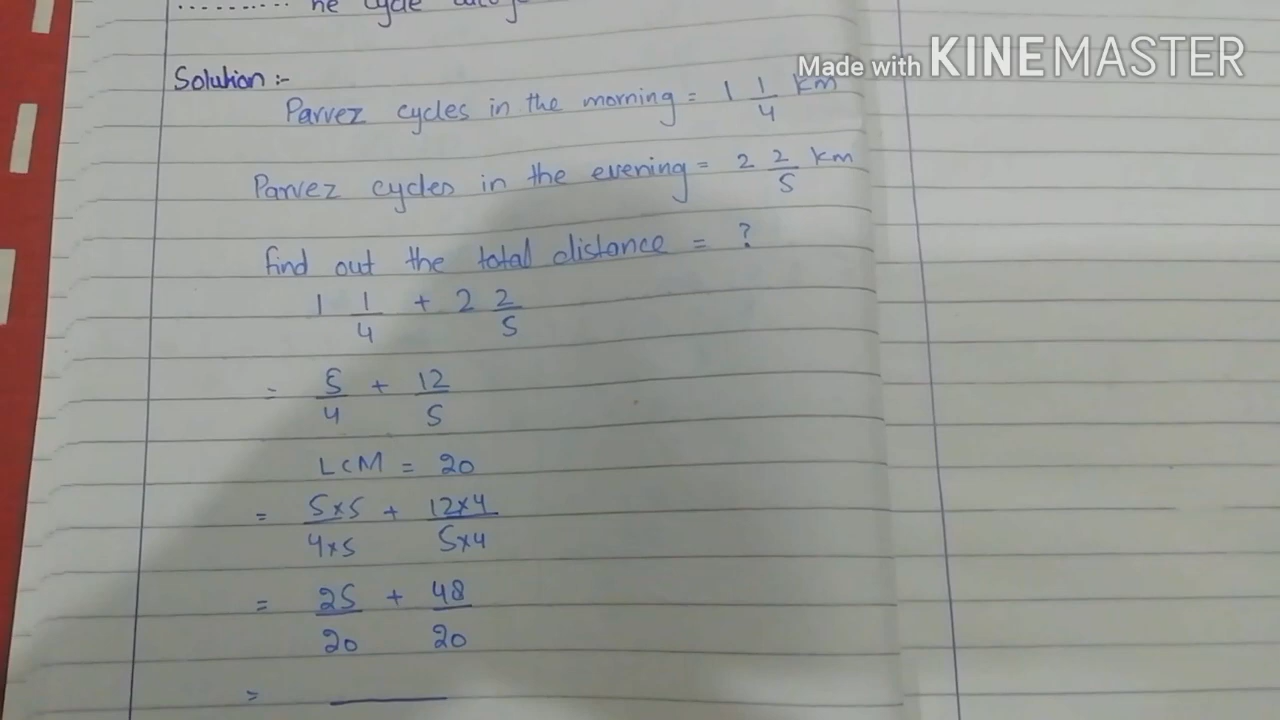 Made with KINEMASTER
.......... he cycle
Solution :-
Parvez cycles in the morning = 1 1/4 km
Parvez cycles in the evening = 2 2/5 km
find out the total distance = ?
1 1/4 + 2 2/5
= 5/4 + 12/5
LCM = 20
= 5×5/4×5 + 12×4/5×4
= 25/20 + 48/20
=